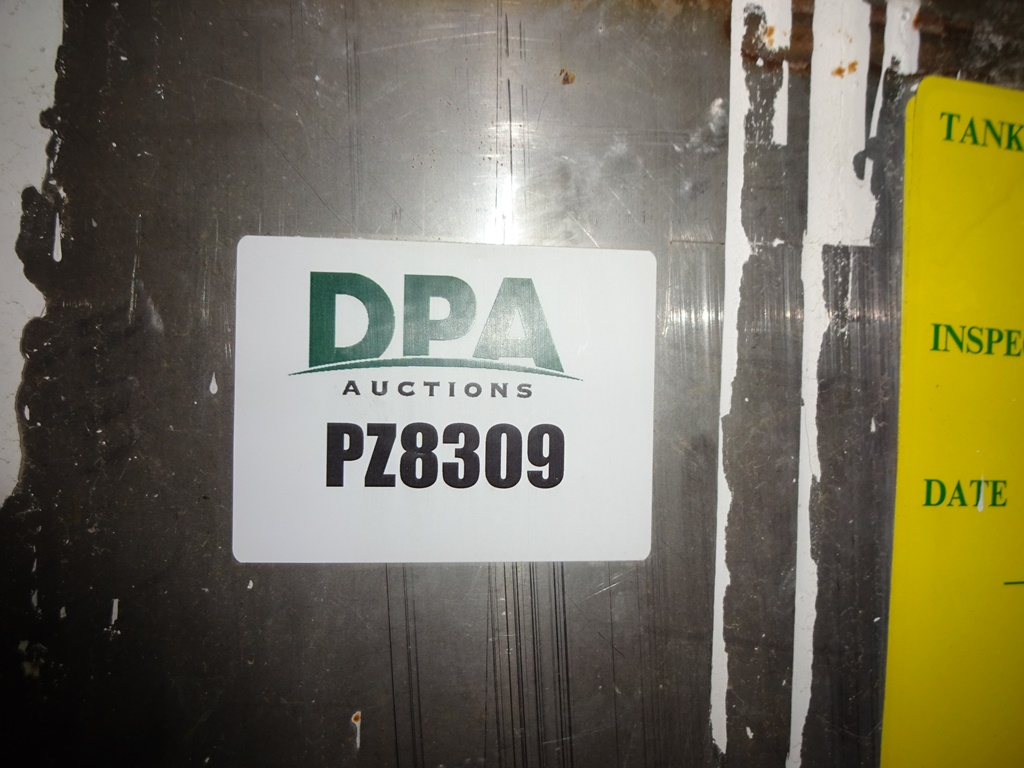 DPA
AUCTIONS
PZ8309
TANK
INSPE
DATE